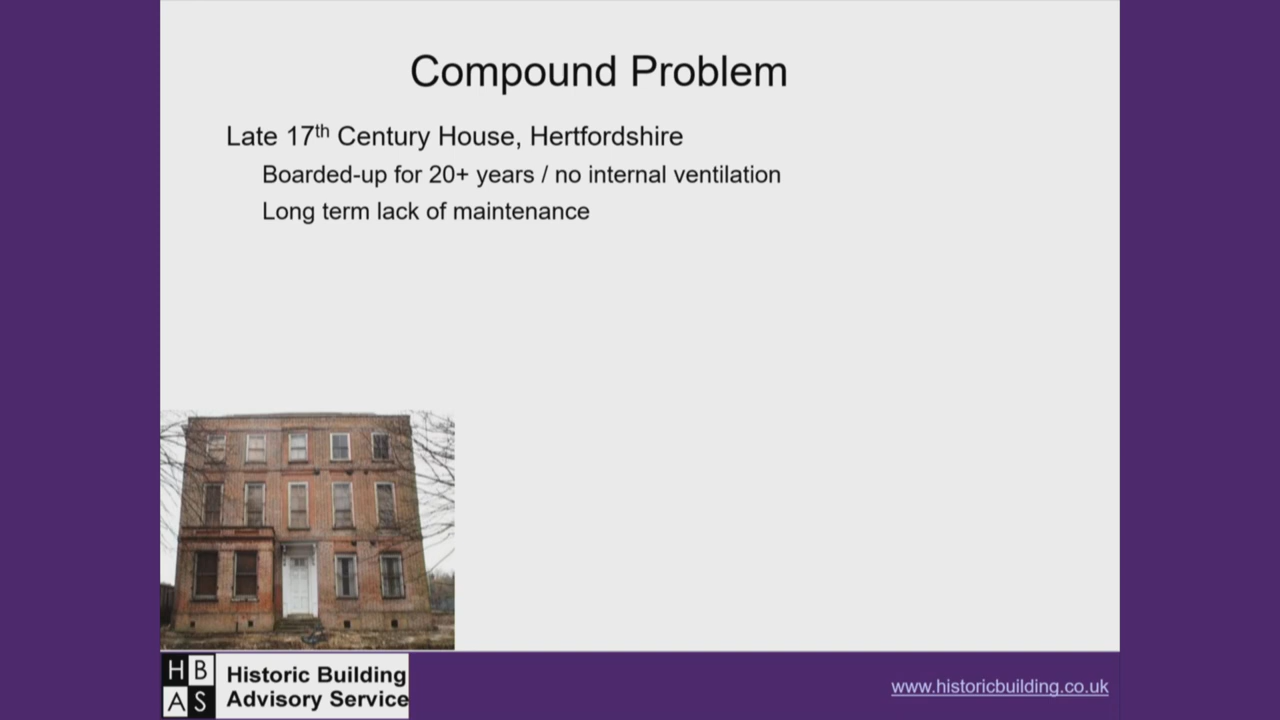 Compound Problem
Late 17th Century House, Hertfordshire
Boarded-up for 20+ years / no internal ventilation
Long term lack of maintenance
H B
A S
Historic Building
Advisory Service
www.historicbuilding.co.uk